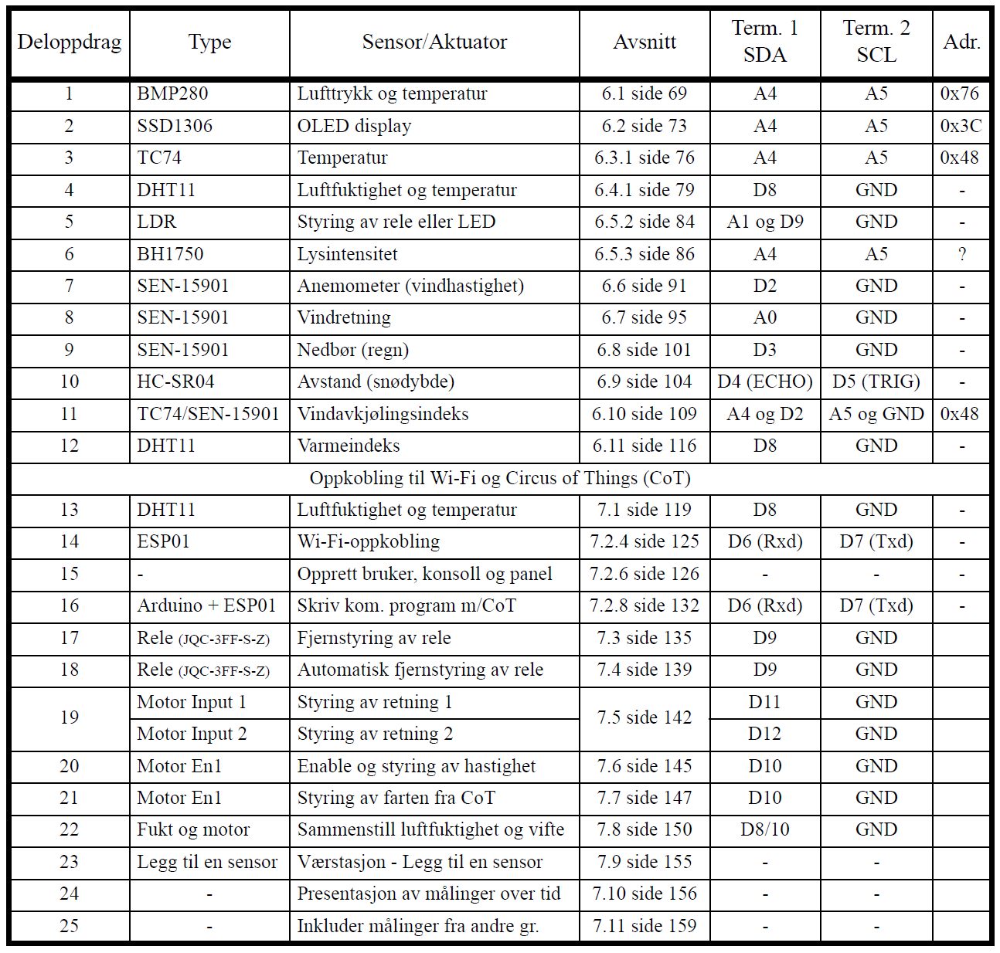 Deloppdrag Type Sensor/Aktuator Avsnitt Term. 1 SDA Term. 2 SCL Adr.
1 BMP280 Lufttrykk og temperatur 6.1 side 69 A4 A5 0x76
2 SSD1306 OLED display 6.2 side 73 A4 A5 0x3C
3 TC74 Temperatur 6.3.1 side 76 A4 A5 0x48
4 DHT11 Luftfuktighet og temperatur 6.4.1 side 79 D8 GND -
5 LDR Styring av rele eller LED 6.5.2 side 84 A1 og D9 GND -
6 BH1750 Lysintensitet 6.5.3 side 86 A4 A5 ?
7 SEN-15901 Anemometer (vindhastighet) 6.6 side 91 D2 GND -
8 SEN-15901 Vindretning 6.7 side 95 A0 GND -
9 SEN-15901 Nedbør (regn) 6.8 side 101 D3 GND -
10 HC-SR04 Avstand (snødybde) 6.9 side 104 D4 (ECHO) D5 (TRIG) -
11 TC74/SEN-15901 Vindavkjølingsindeks 6.10 side 109 A4 og D2 A5 og GND 0x48
12 DHT11 Varmeindeks 6.11 side 116 D8 GND -
Oppkobling til Wi-Fi og Circus of Things (CoT)
13 DHT11 Luftfuktighet og temperatur 7.1 side 119 D8 GND -
14 ESP01 Wi-Fi-oppkobling 7.2.4 side 125 D6 (Rxd) D7 (Txd) -
15 - Opprett bruker, konsoll og panel 7.2.6 side 126 - - -
16 Arduino + ESP01 Skriv kom. program m/CoT 7.2.8 side 132 D6 (Rxd) D7 (Txd) -
17 Rele (JQC-3FF-S-Z) Fjernstyring av rele 7.3 side 135 D9 GND
18 Rele (JQC-3FF-S-Z) Automatisk fjernstyring av rele 7.4 side 139 D9 GND
19 Motor Input 1 Styring av retning 1 7.5 side 142 D11 GND
Motor Input 2 Styring av retning 2 D12 GND
20 Motor En1 Enable og styring av hastighet 7.6 side 145 D10 GND
21 Motor En1 Styring av farten fra CoT 7.7 side 147 D10 GND
22 Fukt og motor Sammenstill luftfuktighet og vifte 7.8 side 150 D8/10 GND
23 Legg til en sensor Værstasjon - Legg til en sensor 7.9 side 155 - -
24 - Presentasjon av målinger over tid 7.10 side 156 - -
25 - Inkluder målinger fra andre gr. 7.11 side 159 - -